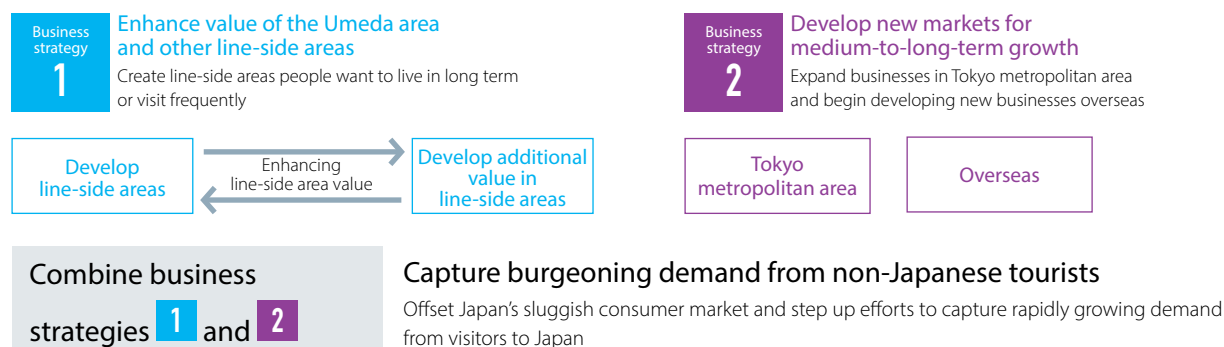 Business
strategy
1
Enhance value of the Umeda area
and other line-side areas
Create line-side areas people want to live in long term
or visit frequently
Business
strategy
2
Develop new markets for
medium-to-long-term growth
Expand businesses in Tokyo metropolitan area
and begin developing new businesses overseas
Develop
line-side areas
Enhancing
line-side area value
Develop additional
value in
line-side areas
Tokyo
metropolitan area
Overseas
Combine business
strategies 1 and 2
Capture burgeoning demand from non-Japanese tourists
Offset Japan’s sluggish consumer market and step up efforts to capture rapidly growing demand
from visitors to Japan